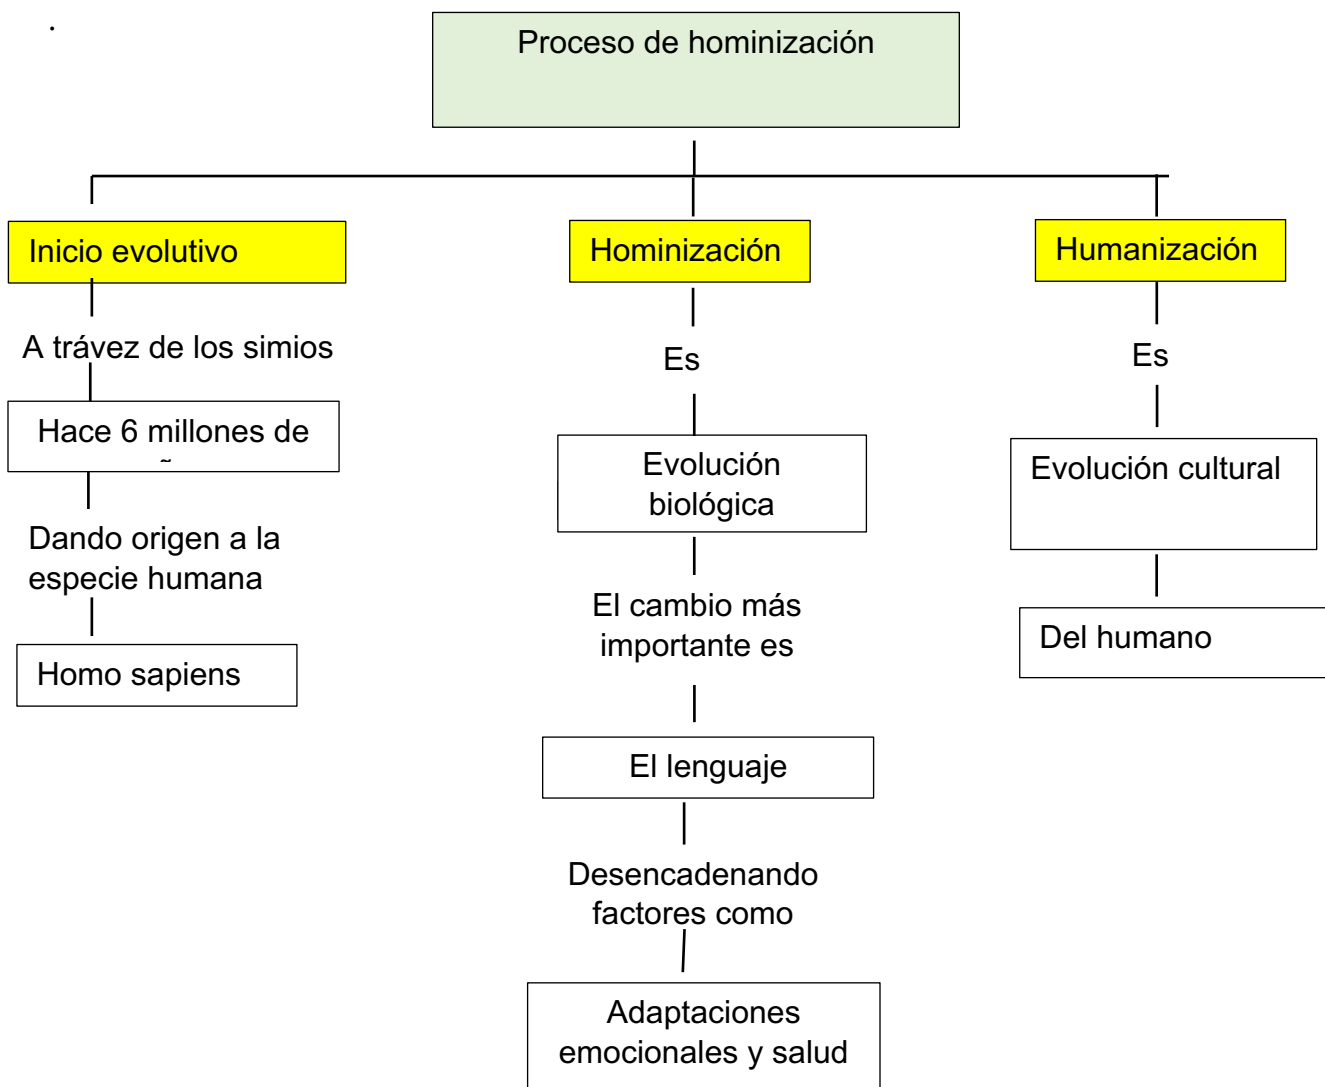 Proceso de hominización
Inicio evolutivo
A trávez de los simios
Hace 6 millones de
Dando origen a la
especie humana
Homo sapiens
Hominización
Es
Evolución
biológica
El cambio más
importante es
El lenguaje
Desencadenando
factores como
Adaptaciones
emocionales y salud
Humanización
Es
Evolución cultural
Del humano